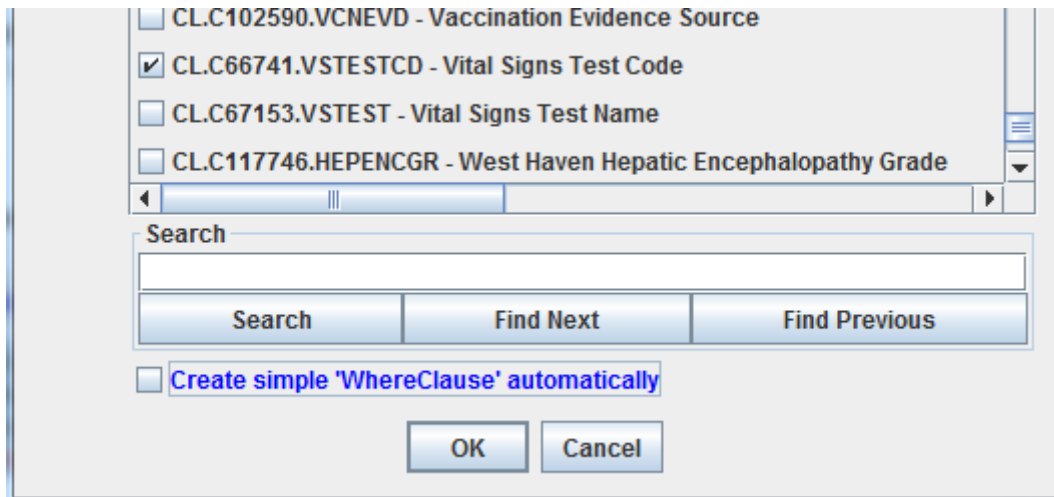 CL.C102590.VCNEVD - Vaccination Evidence Source
CL.C66741.VSTESTCD - Vital Signs Test Code
CL.C67153.VSTEST - Vital Signs Test Name
CL.C117746.HEPENCGR - West Haven Hepatic Encephalopathy Grade
Search
Search Find Next Find Previous
Create simple 'WhereClause' automatically
OK Cancel